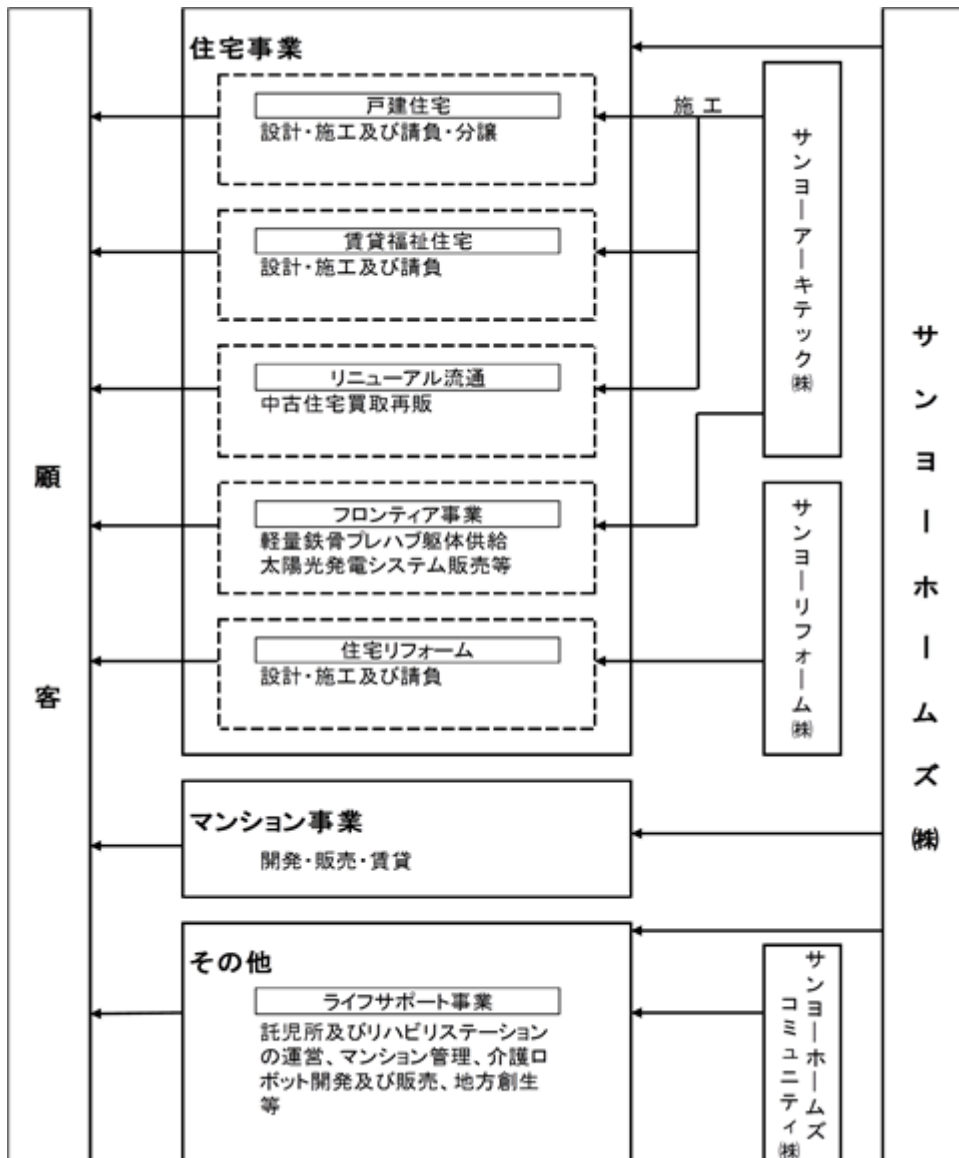 住宅事業
戸建住宅
設計・施工及び請負・分譲
賃貸福祉住宅
設計・施工及び請負
リニューアル流通
中古住宅買取再販
フロンティア事業
軽量鉄骨プレハブ躯体供給
太陽光発電システム販売等
住宅リフォーム
設計・施工及び請負
マンション事業
開発・販売・賃貸
その他
ライフサポート事業
託児所及びリハビリステーション
の運営、マンション管理、介護ロ
ボット開発及び販売、地方創生
等
顧客
施工
サンヨーアーキテック㈱
サンヨーリフォーム㈱
サンヨーホームズ
コミュニティ㈱
サンヨーホームズ㈱